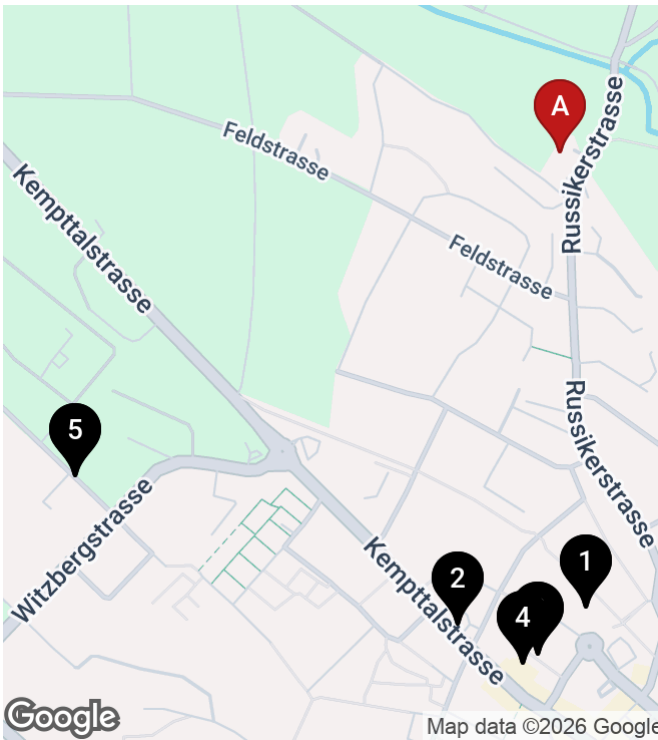 A
Feldstrasse
Russikerstrasse
Kempttalstrasse
Feldstrasse
5
Russikerstrasse
Witzbergstrasse
Kempttalstrasse
2
1
4
Google
Map data ©2026 Google